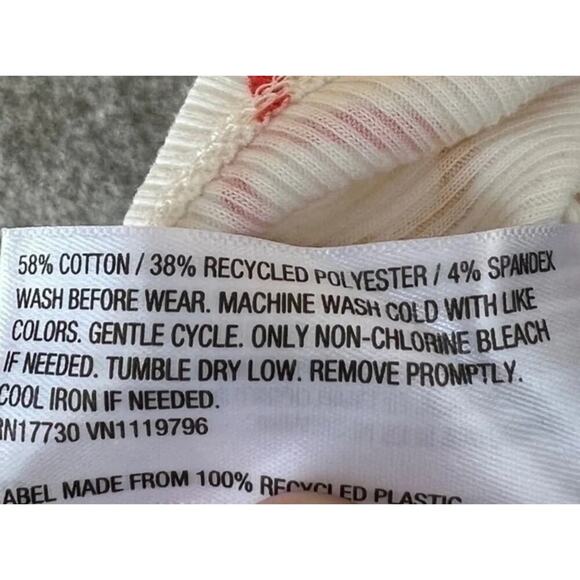 58% COTTON / 38% RECYCLED POLYESTER / 4% SPANDEX
WASH BEFORE WEAR. MACHINE WASH COLD WITH LIKE
COLORS. GENTLE CYCLE. ONLY NON-CHLORINE BLEACH
IF NEEDED. TUMBLE DRY LOW. REMOVE PROMPTLY.
COOL IRON IF NEEDED.
RN17730 VN1119796
LABEL MADE FROM 100% RECYCLED PLASTIC